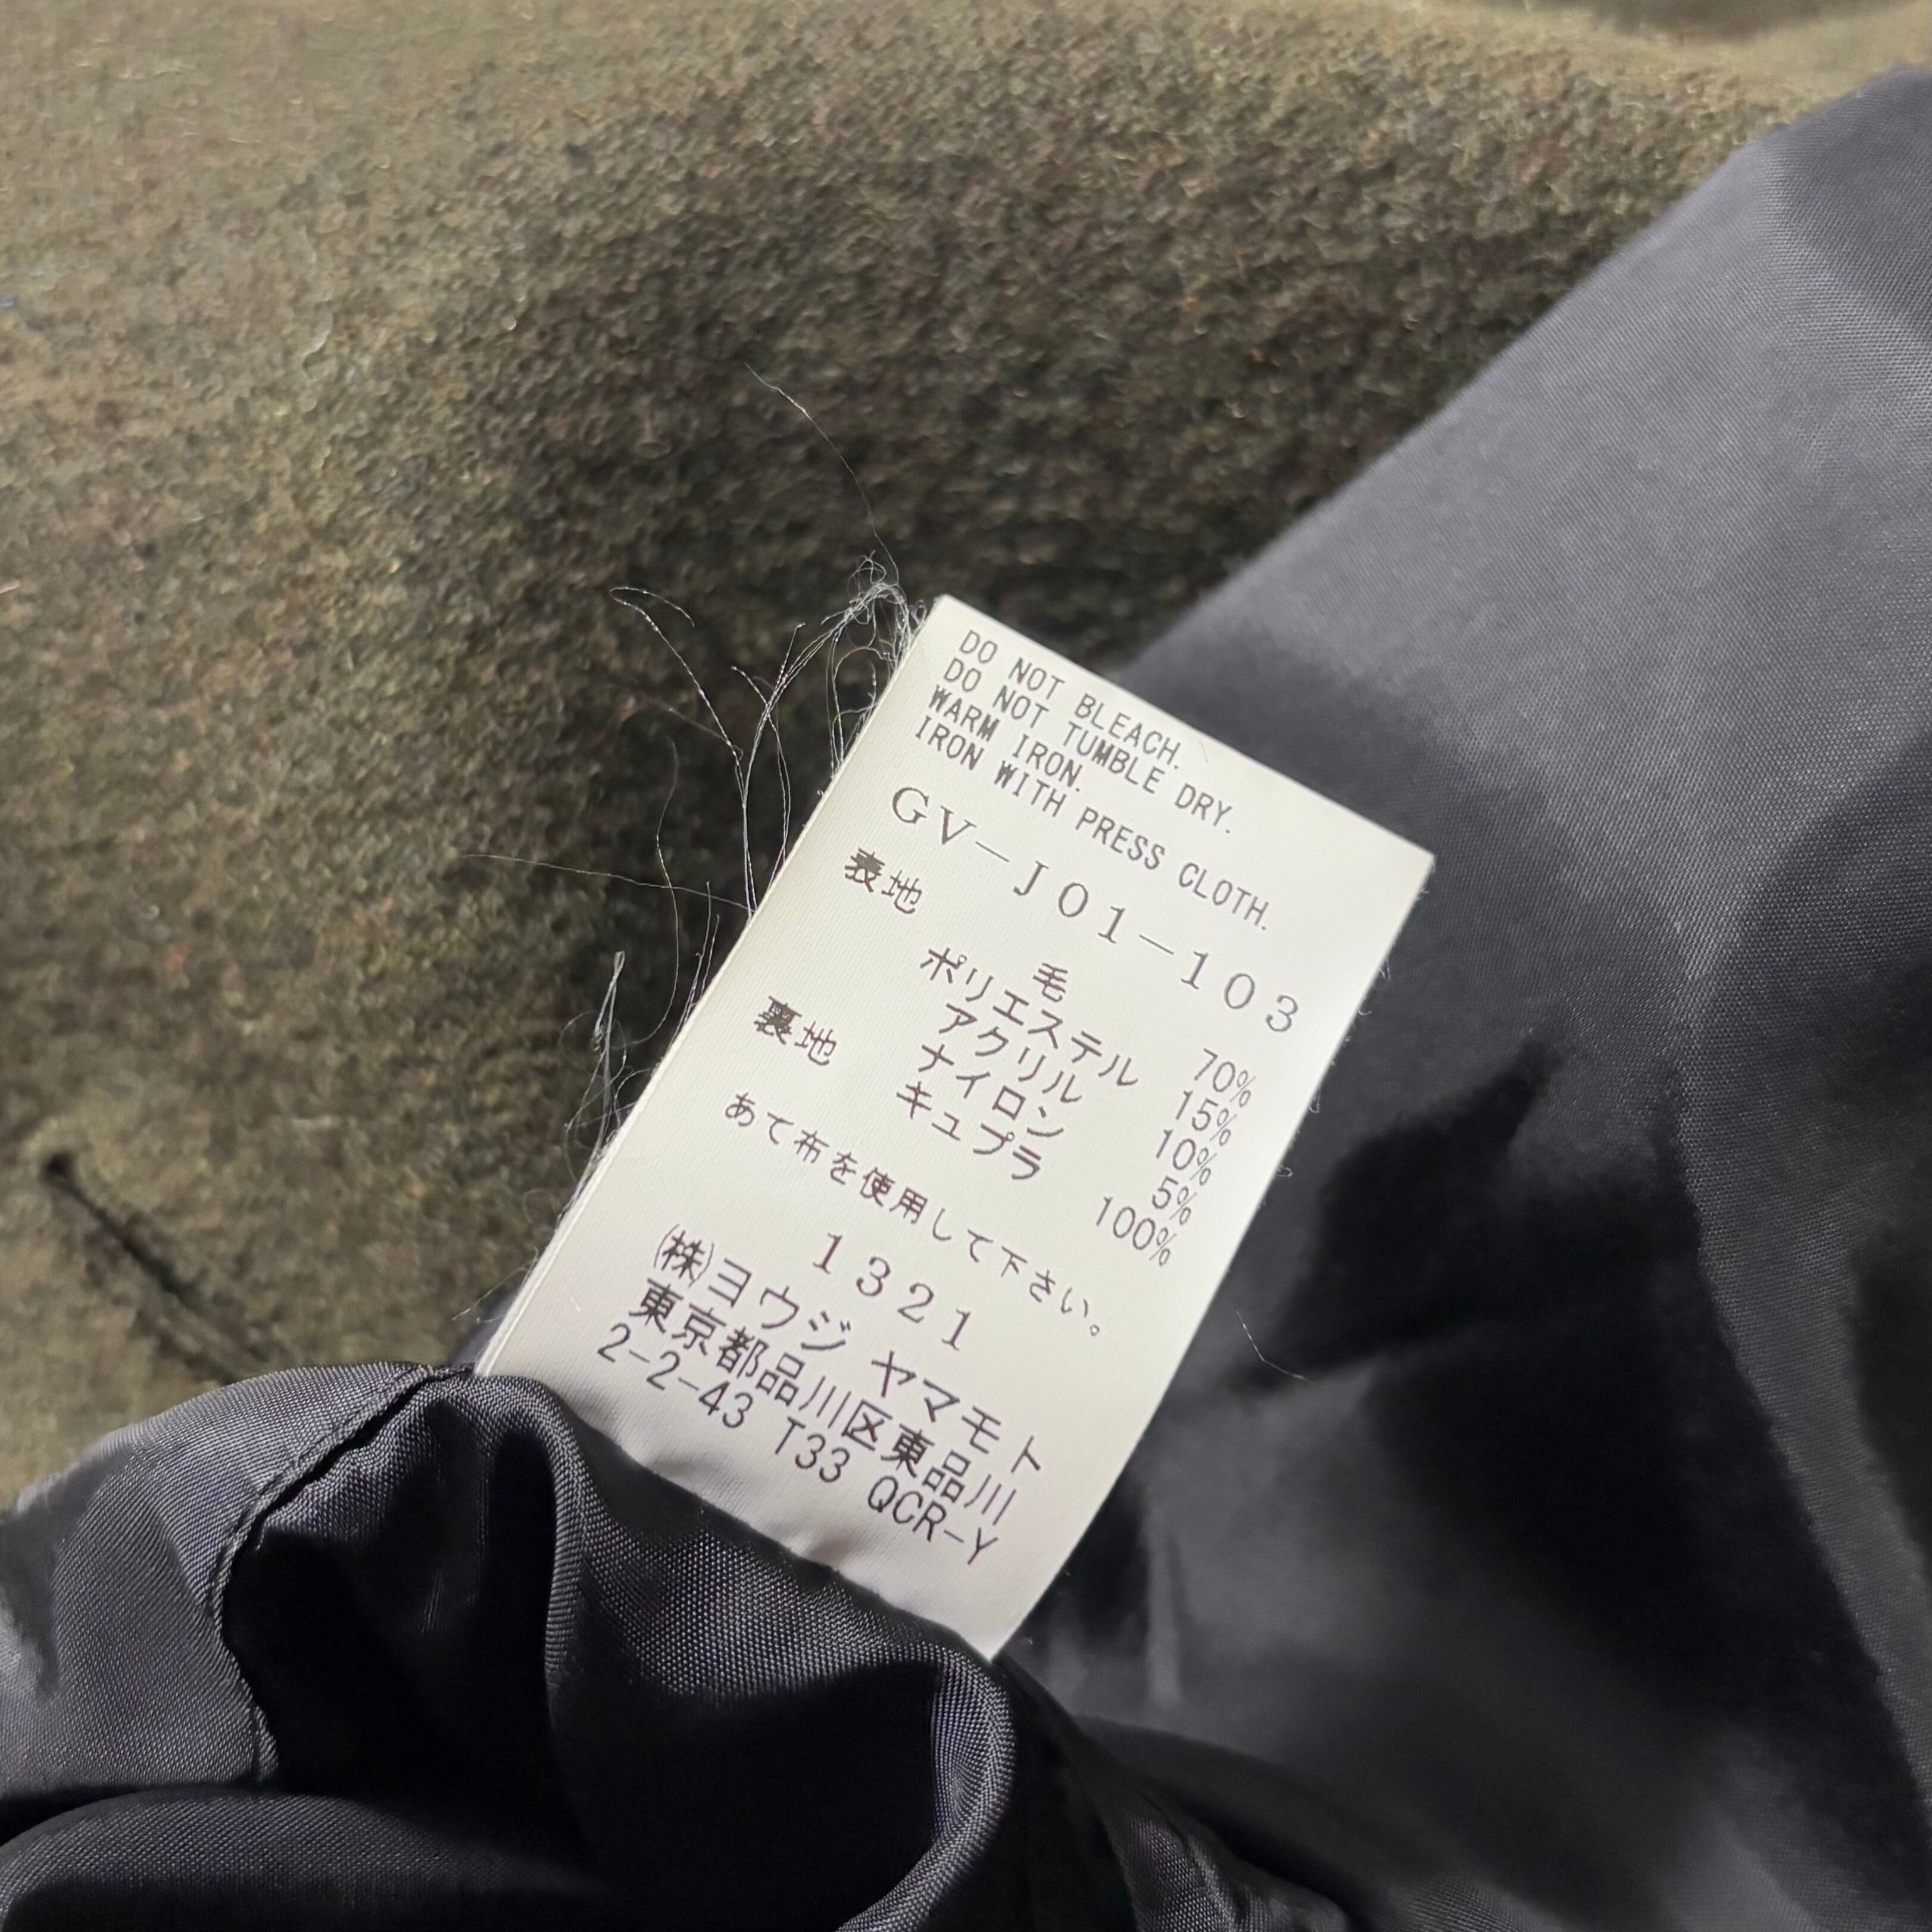 DO NOT BLEACH.
DO NOT TUMBLE DRY.
WARM IRON.
IRON WITH PRESS CLOTH.
GV-J01-103
表地
毛 70%
ポリエステル 15%
アクリル 10%
ナイロン 5%
裏地 キュプラ 100%
あて布を使用して下さい。
1321
(株)ヨウジ ヤマモト
東京都品川区東品川
2-2-43 T33 QCR-Y